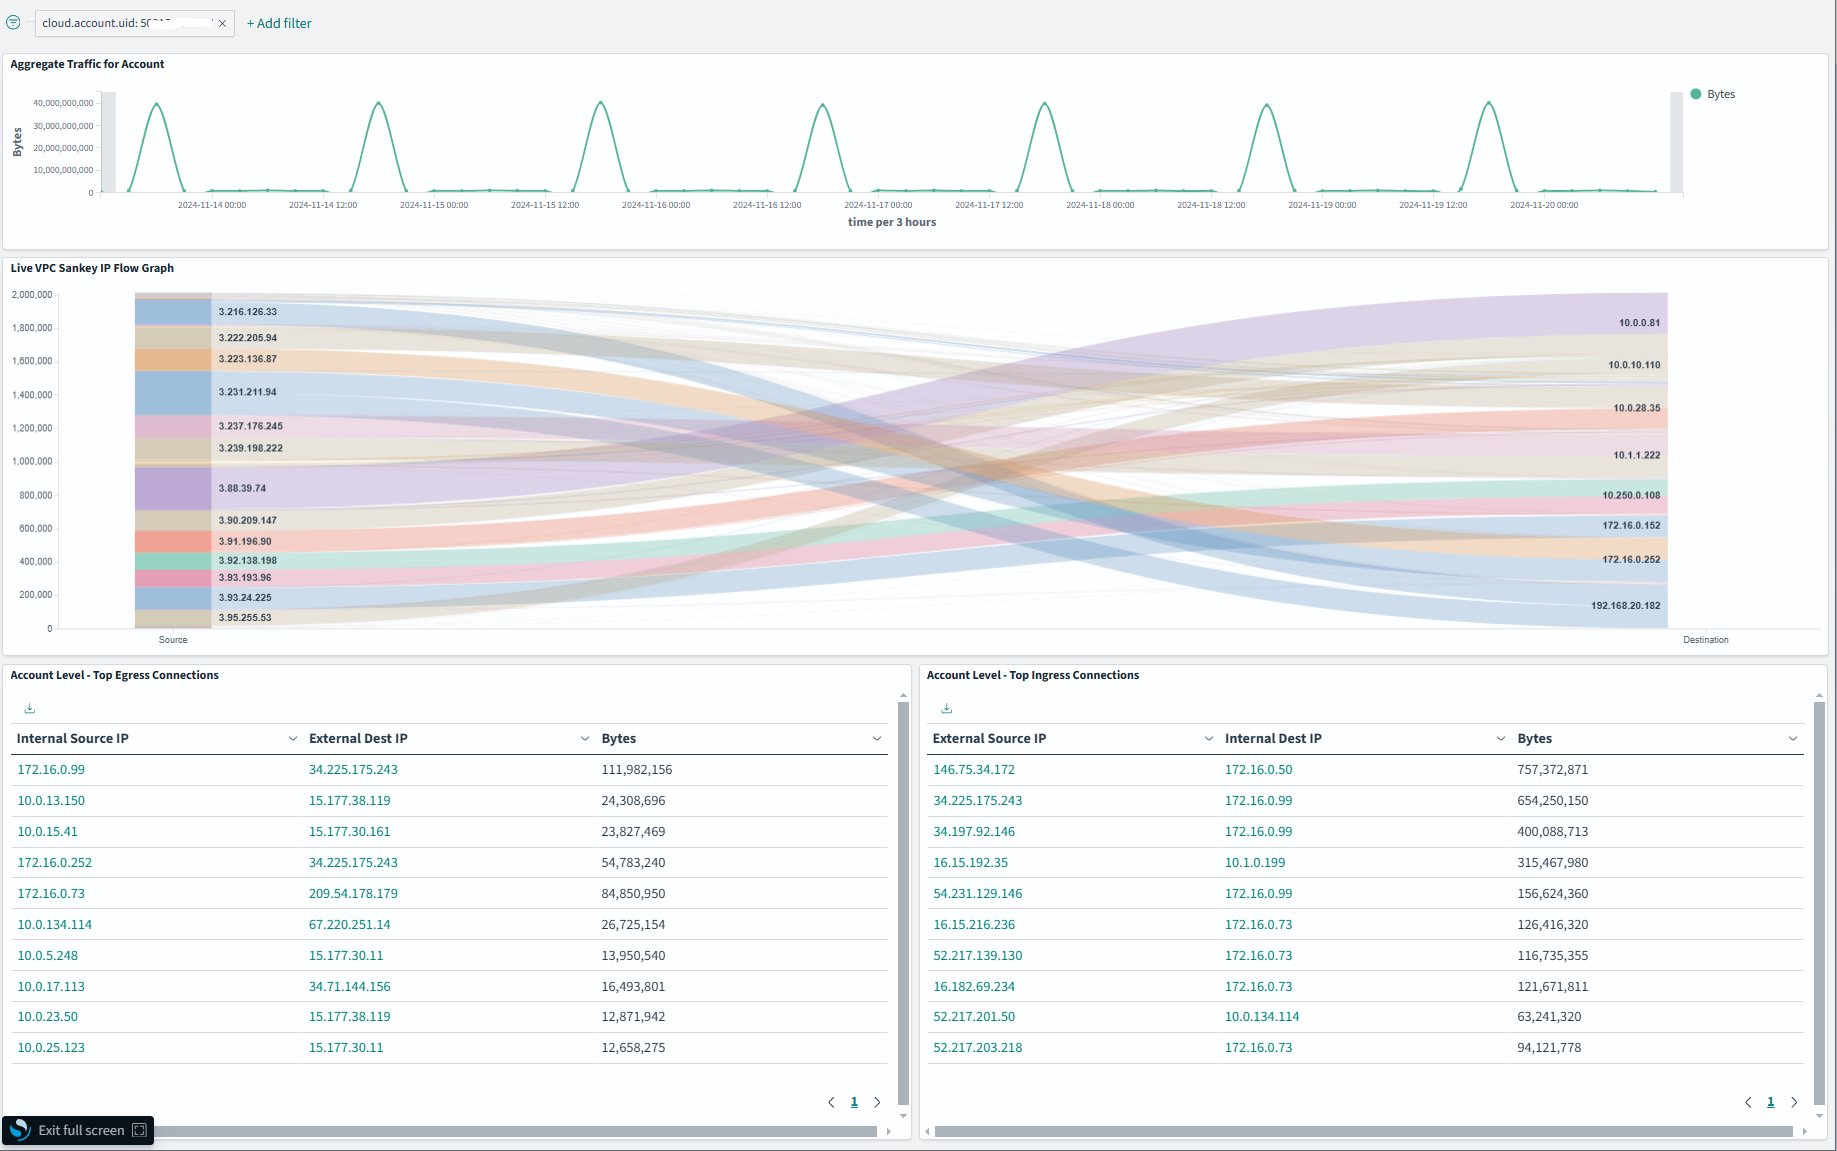 cloud.account.uid: 50
+ Add filter
Aggregate Traffic for Account
Bytes
40,000,000,000
30,000,000,000
20,000,000,000
10,000,000,000
0
Bytes
2024-11-14 00:00 2024-11-14 12:00 2024-11-15 00:00 2024-11-15 12:00 2024-11-16 00:00 2024-11-16 12:00 2024-11-17 00:00 2024-11-17 12:00 2024-11-18 00:00 2024-11-18 12:00 2024-11-19 00:00 2024-11-19 12:00 2024-11-20 00:00
time per 3 hours
Live VPC Sankey IP Flow Graph
2,000,000
1,800,000
1,600,000
1,400,000
1,200,000
1,000,000
800,000
600,000
400,000
200,000
0
3.216.126.33
3.222.205.94
3.223.136.87
3.231.211.94
3.237.176.245
3.239.198.222
3.88.39.74
3.90.209.147
3.91.196.90
3.92.138.198
3.93.193.96
3.93.24.225
3.95.255.53
10.0.0.81
10.0.10.110
10.0.28.35
10.1.1.222
10.250.0.108
172.16.0.152
172.16.0.252
192.168.20.182
Source
Destination
Account Level - Top Egress Connections
Internal Source IP External Dest IP Bytes
172.16.0.99 34.225.175.243 111,982,156
10.0.13.150 15.177.38.119 24,308,696
10.0.15.41 15.177.30.161 23,827,469
172.16.0.252 34.225.175.243 54,783,240
172.16.0.73 209.54.178.179 84,850,950
10.0.134.114 67.220.251.14 26,725,154
10.0.5.248 15.177.30.11 13,950,540
10.0.17.113 34.71.144.156 16,493,801
10.0.23.50 15.177.38.119 12,871,942
10.0.25.123 15.177.30.11 12,658,275
1
Account Level - Top Ingress Connections
External Source IP Internal Dest IP Bytes
146.75.34.172 172.16.0.50 757,372,871
34.225.175.243 172.16.0.99 654,250,150
34.197.92.146 172.16.0.99 400,088,713
16.15.192.35 10.1.0.199 315,467,980
54.231.129.146 172.16.0.99 156,624,360
16.15.216.236 172.16.0.73 126,416,320
52.217.139.130 172.16.0.73 116,735,355
16.182.69.234 172.16.0.73 121,671,811
52.217.201.50 10.0.134.114 63,241,320
52.217.203.218 172.16.0.73 94,121,778
1
Exit full screen